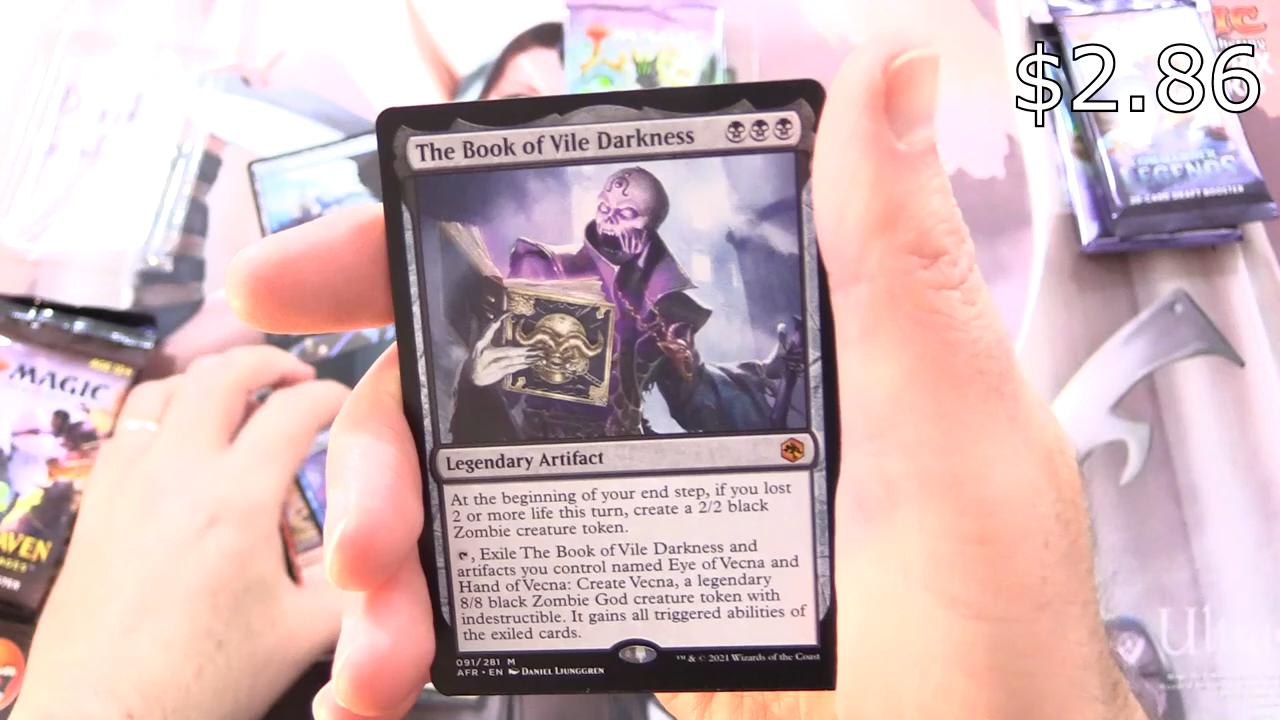 $2.86
The Book of Vile Darkness
Legendary Artifact
At the beginning of your end step, if you lost
2 or more life this turn, create a 2/2 black
Zombie creature token.
, Exile The Book of Vile Darkness and
artifacts you control named Eye of Vecna and
Hand of Vecna: Create Vecna, a legendary
8/8 black Zombie God creature token with
indestructible. It gains all triggered abilities of
the exiled cards.
091/281 M
AFR • EN DANIEL LJUNGGREN
™ & © 2021 Wizards of the Coast
MAGIC
LEGENDS
MAGIC